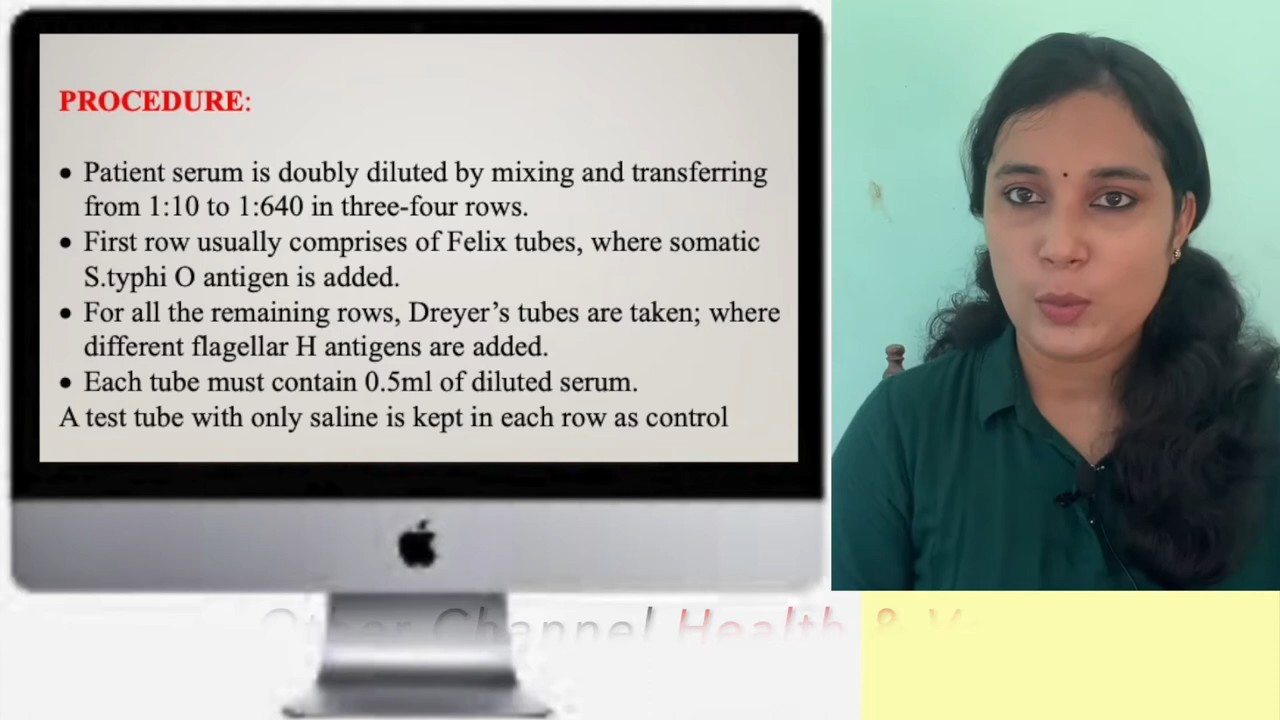 PROCEDURE:
• Patient serum is doubly diluted by mixing and transferring
from 1:10 to 1:640 in three-four rows.
• First row usually comprises of Felix tubes, where somatic
S.typhi O antigen is added.
• For all the remaining rows, Dreyer’s tubes are taken; where
different flagellar H antigens are added.
• Each tube must contain 0.5ml of diluted serum.
A test tube with only saline is kept in each row as control
Other Channel Health &